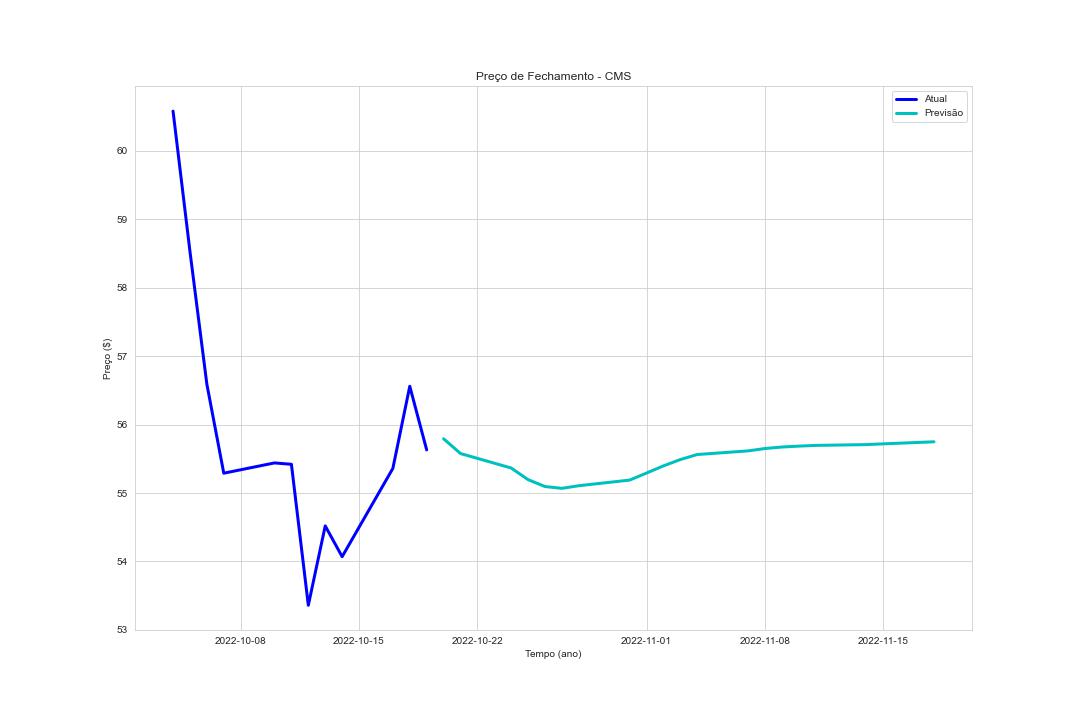 Preço de Fechamento - CMS
Atual
Previsão
Preço ($)
60
59
58
57
56
55
54
53
2022-10-08 2022-10-15 2022-10-22 2022-11-01 2022-11-08 2022-11-15
Tempo (ano)